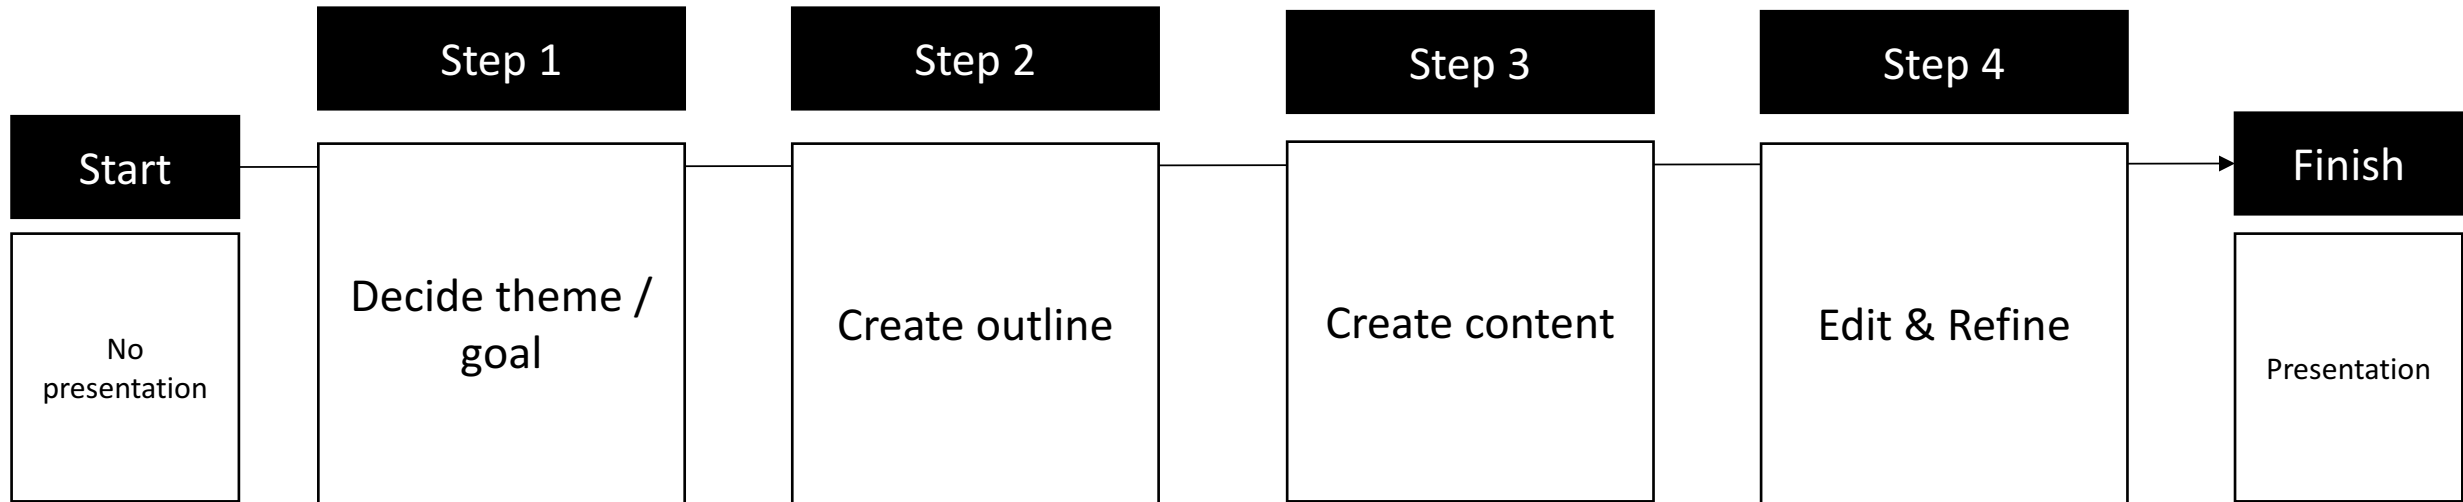 Step 1
Step 2
Step 3
Step 4
Start
Finish
No
presentation
Decide theme /
goal
Create outline
Create content
Edit & Refine
Presentation